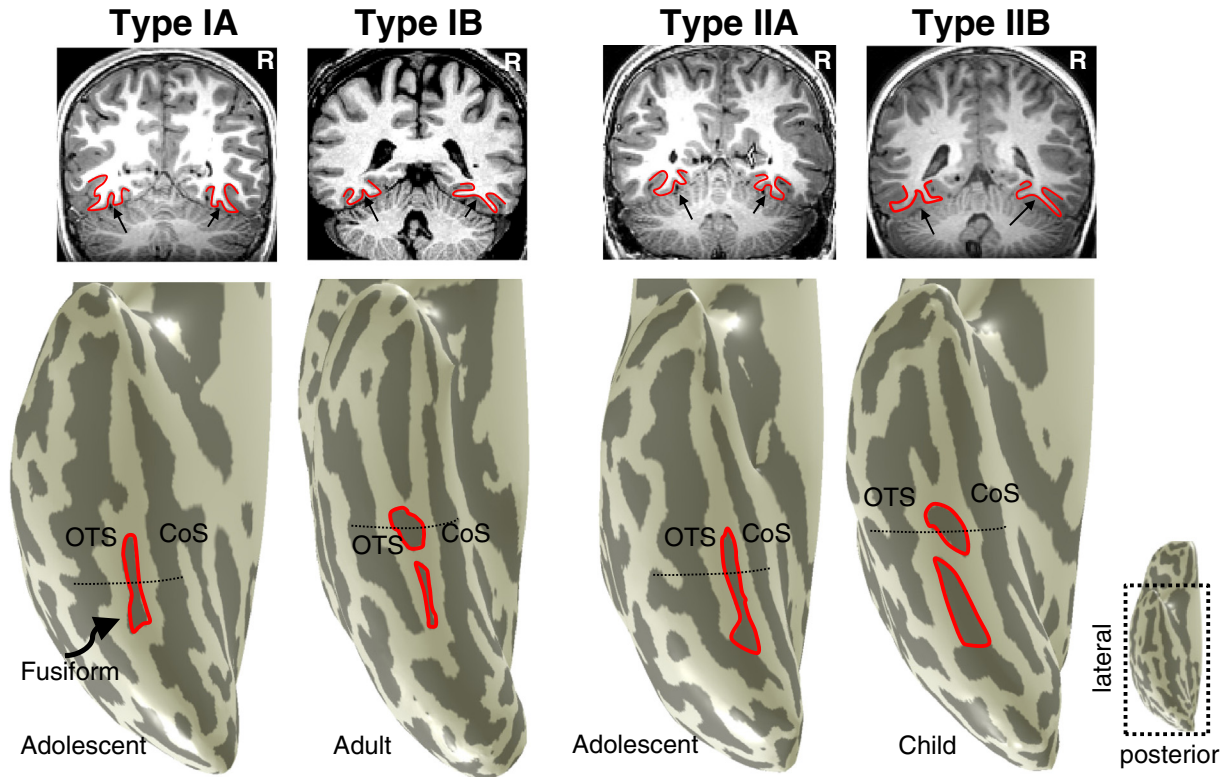 Type IA
Type IB
Type IIA
Type IIB
R
R
R
R
OTS
CoS
OTS
CoS
OTS
CoS
OTS
CoS
Fusiform
Adolescent
Adult
Adolescent
Child
lateral
posterior